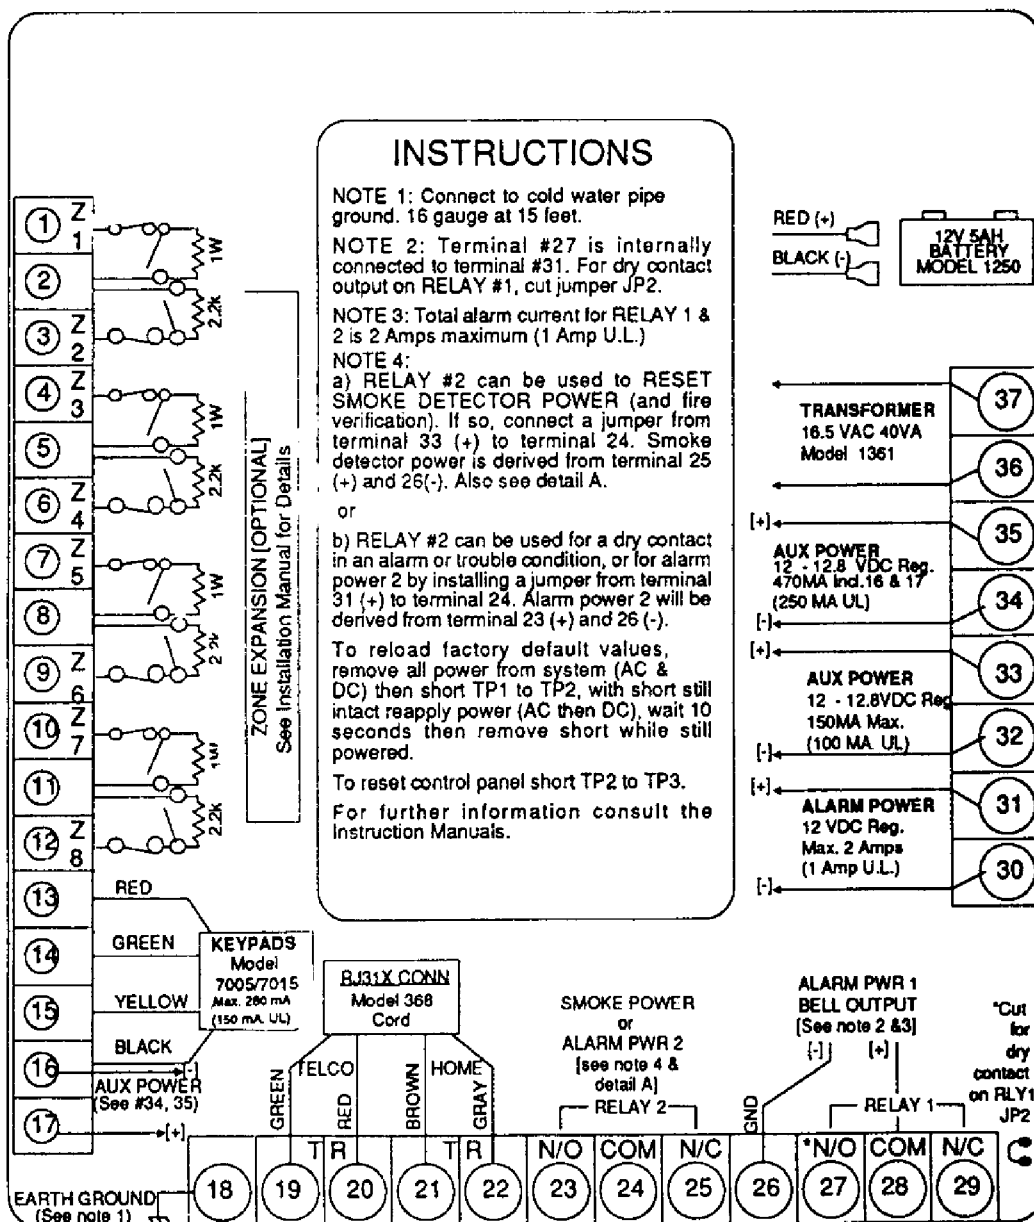 INSTRUCTIONS
NOTE 1: Connect to cold water pipe
ground. 16 gauge at 15 feet.
NOTE 2: Terminal #27 is internally
connected to terminal #31. For dry contact
output on RELAY #1, cut jumper JP2.
NOTE 3: Total alarm current for RELAY 1 &
2 is 2 Amps maximum (1 Amp U.L.)
NOTE 4:
a) RELAY #2 can be used to RESET
SMOKE DETECTOR POWER (and fire
verification). If so, connect a jumper from
terminal 33 (+) to terminal 24. Smoke
detector power is derived from terminal 25
(+) and 26(-). Also see detail A.
or
b) RELAY #2 can be used for a dry contact
in an alarm or trouble condition, or for alarm
power 2 by installing a jumper from terminal
31 (+) to terminal 24. Alarm power 2 will be
derived from terminal 23 (+) and 26 (-).
To reload factory default values,
remove all power from system (AC &
DC) then short TP1 to TP2, with short still
intact reapply power (AC then DC), wait 10
seconds then remove short while still
powered.
To reset control panel short TP2 to TP3.
For further information consult the
Instruction Manuals.
1 Z
1
2
3 Z
2
4 Z
3
5
6 Z
4
7 Z
5
8
9 Z
6
10 Z
7
11
12 Z
8
13
14
15
16
17
1W
2.2k
1W
2.2k
1W
2 2k
1W
2.2k
ZONE EXPANSION [OPTIONAL]
See Installation Manual for Details
RED (+)
BLACK (-)
12V 5AH
BATTERY
MODEL 1250
37
TRANSFORMER
16.5 VAC 40VA
Model 1361
36
[+]
35
AUX POWER
12 - 12.8 VDC Reg.
470MA Incl.16 & 17
(250 MA UL)
34
[-]
[+]
33
AUX POWER
12 - 12.8VDC Reg
150MA Max.
(100 MA. UL)
32
[-]
[+]
31
ALARM POWER
12 VDC Reg.
Max. 2 Amps
(1 Amp U.L.)
30
[-]
RED
GREEN
YELLOW
BLACK
[-]
AUX POWER
(See #34, 35)
[+]
KEYPADS
Model
7005/7015
Max. 280 mA
(150 mA. UL)
RJ31X CONN
Model 368
Cord
TELCO
HOME
GREEN
RED
BROWN
GRAY
SMOKE POWER
or
ALARM PWR 2
[see note 4 &
detail A]
RELAY 2
ALARM PWR 1
BELL OUTPUT
[See note 2 &3]
[-] [+]
GND
RELAY 1
*Cut
for
dry
contact
on RLY1
JP2
T R T R N/O COM N/C *N/O COM N/C
18 19 20 21 22 23 24 25 26 27 28 29
EARTH GROUND
(See note 1)